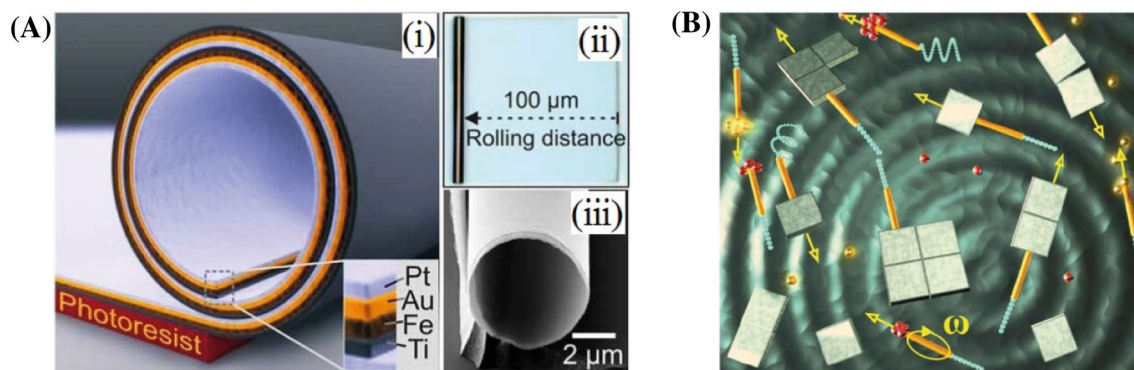 (A)
(i)
Pt
Au
Fe
Ti
Photoresist
(ii)
100 μm
Rolling distance
(iii)
2 μm
(B)
ω